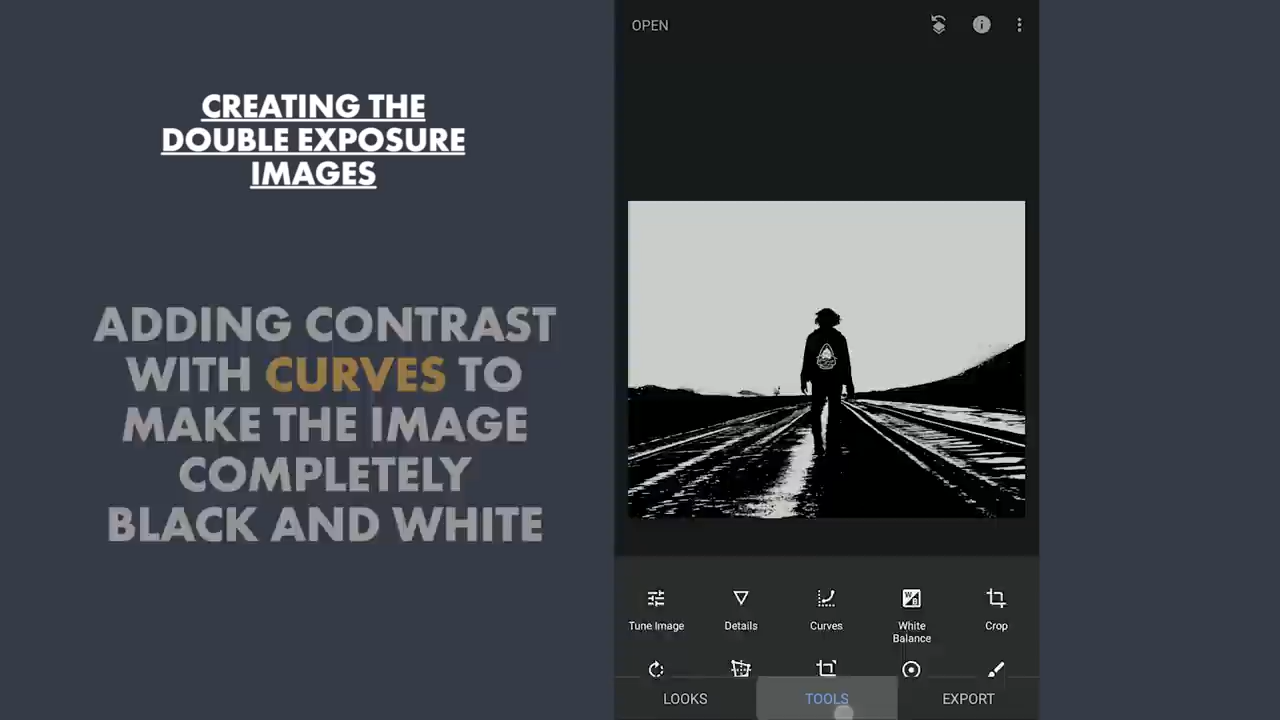 CREATING THE
DOUBLE EXPOSURE
IMAGES
ADDING CONTRAST
WITH CURVES TO
MAKE THE IMAGE
COMPLETELY
BLACK AND WHITE
OPEN
Tune Image
Details
Curves
White
Balance
Crop
LOOKS
TOOLS
EXPORT